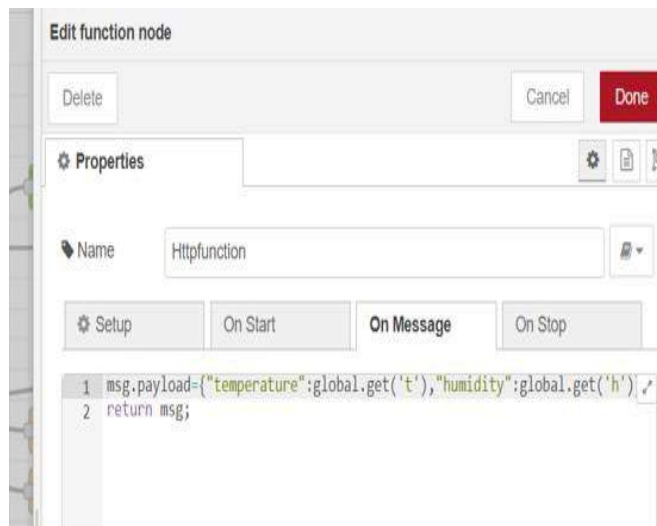 Edit function node
Delete
Cancel
Done
Properties
Name
Httpfunction
Setup
On Start
On Message
On Stop
1 msg.payload={"temperature":global.get('t'),"humidity":global.get('h')
2 return msg;